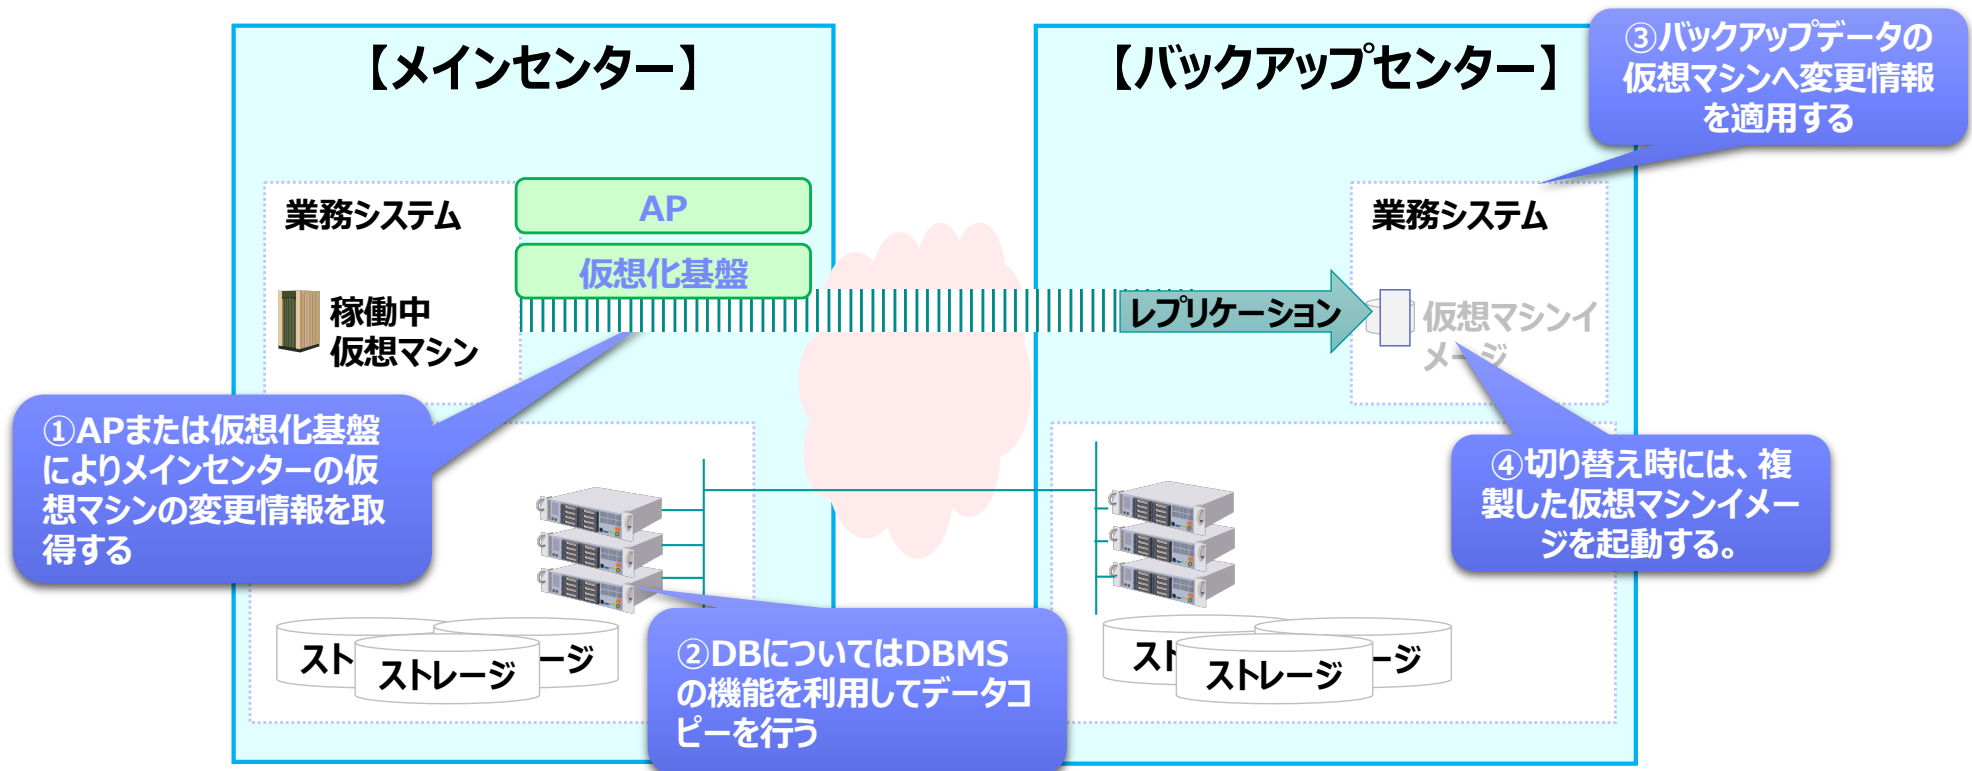 【メインセンター】
【バックアップセンター】
③バックアップデータの
仮想マシンへ変更情報
を適用する
業務システム
AP
仮想化基盤
稼働中
仮想マシン
レプリケーション
業務システム
仮想マシンイ
メージ
①APまたは仮想化基盤
によりメインセンターの仮
想マシンの変更情報を取
得する
④切り替え時には、複
製した仮想マシンイメー
ジを起動する。
スト
ストレージ
ージ
②DBについてはDBMS
の機能を利用してデータコ
ピーを行う
スト
ストレージ
ージ